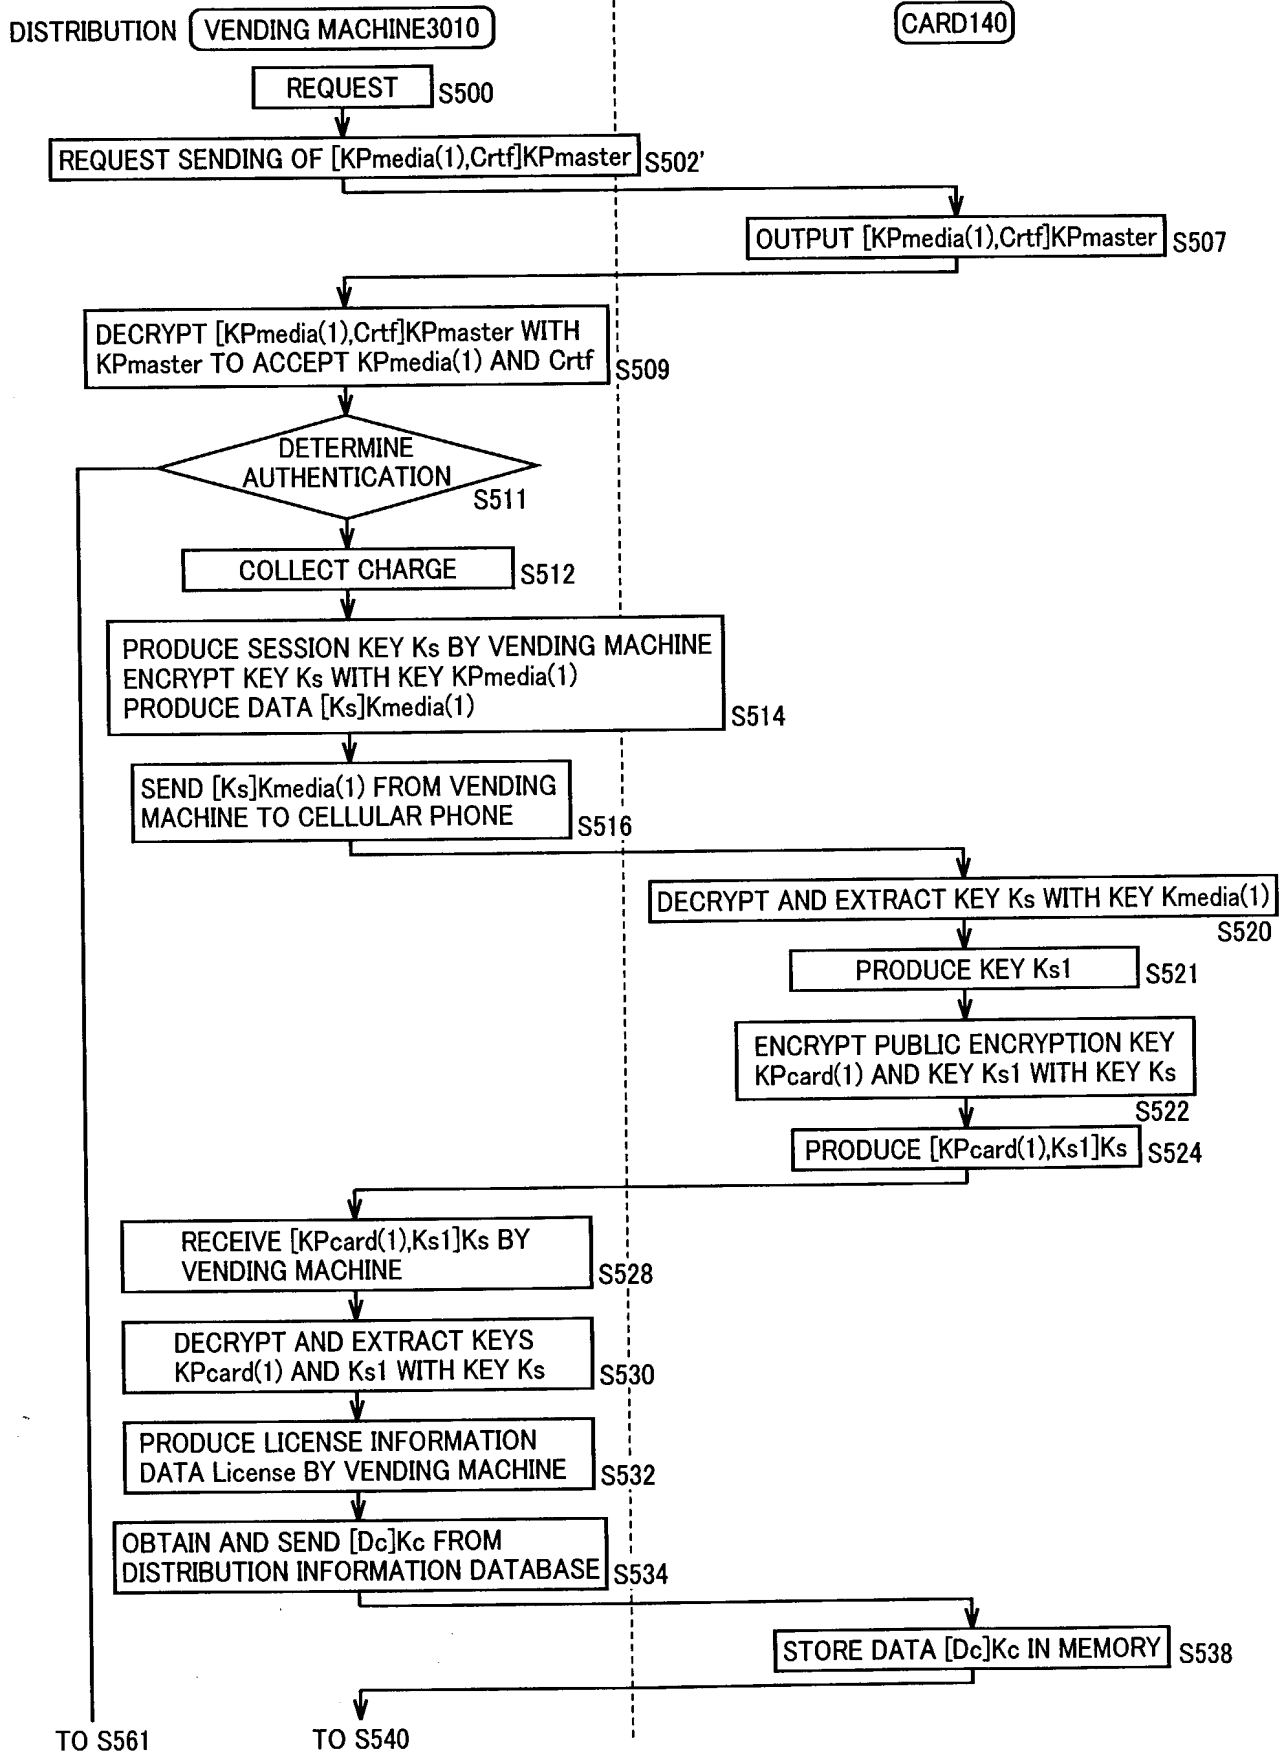 DISTRIBUTION VENDING MACHINE3010 CARD140
REQUEST S500
REQUEST SENDING OF [KPmedia(1),Crtf]KPmaster S502'
OUTPUT [KPmedia(1),Crtf]KPmaster S507
DECRYPT [KPmedia(1),Crtf]KPmaster WITH
KPmaster TO ACCEPT KPmedia(1) AND Crtf S509
DETERMINE
AUTHENTICATION
S511
COLLECT CHARGE S512
PRODUCE SESSION KEY Ks BY VENDING MACHINE
ENCRYPT KEY Ks WITH KEY KPmedia(1)
PRODUCE DATA [Ks]Kmedia(1) S514
SEND [Ks]Kmedia(1) FROM VENDING
MACHINE TO CELLULAR PHONE S516
DECRYPT AND EXTRACT KEY Ks WITH KEY Kmedia(1)
S520
PRODUCE KEY Ks1 S521
ENCRYPT PUBLIC ENCRYPTION KEY
KPcard(1) AND KEY Ks1 WITH KEY Ks
S522
PRODUCE [KPcard(1),Ks1]Ks S524
RECEIVE [KPcard(1),Ks1]Ks BY
VENDING MACHINE S528
DECRYPT AND EXTRACT KEYS
KPcard(1) AND Ks1 WITH KEY Ks S530
PRODUCE LICENSE INFORMATION
DATA License BY VENDING MACHINE S532
OBTAIN AND SEND [Dc]Kc FROM
DISTRIBUTION INFORMATION DATABASE S534
STORE DATA [Dc]Kc IN MEMORY S538
TO S561 TO S540